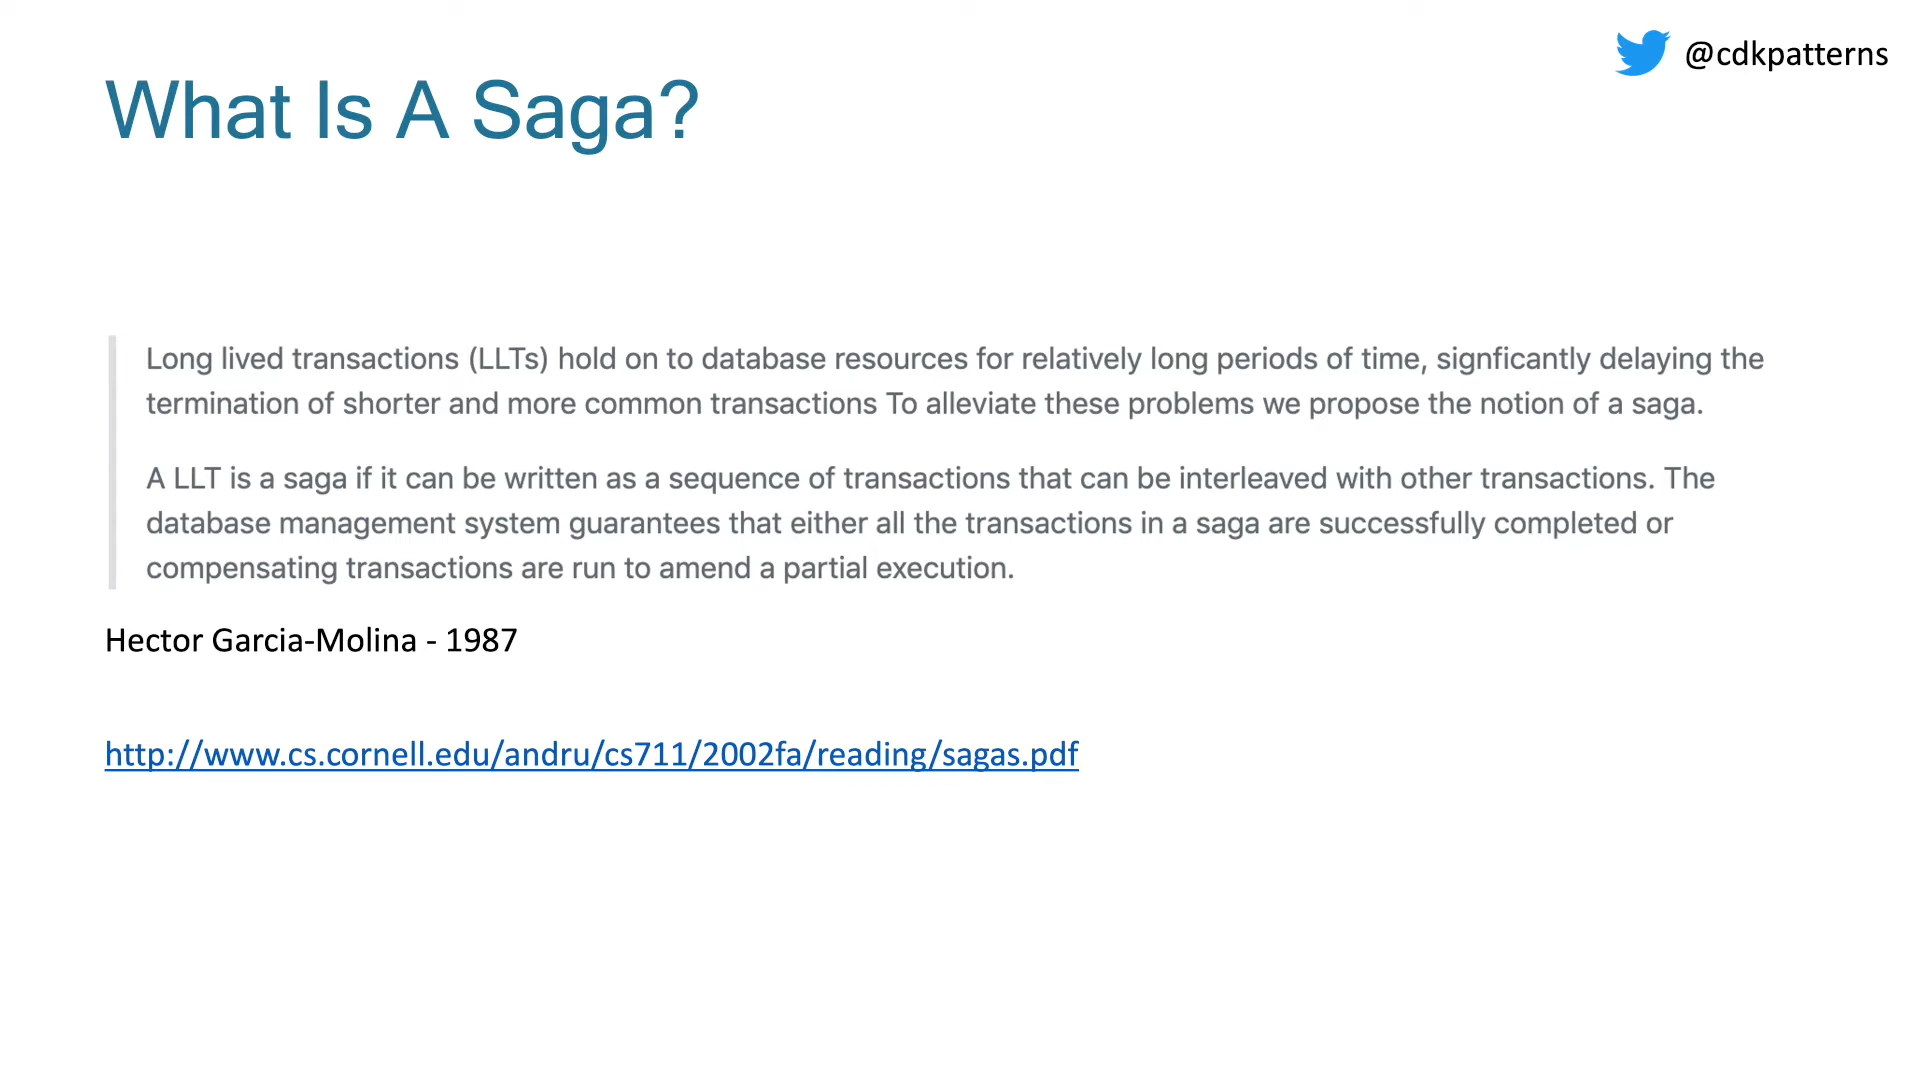 @cdkpatterns
What Is A Saga?
Long lived transactions (LLTs) hold on to database resources for relatively long periods of time, signficantly delaying the
termination of shorter and more common transactions To alleviate these problems we propose the notion of a saga.
A LLT is a saga if it can be written as a sequence of transactions that can be interleaved with other transactions. The
database management system guarantees that either all the transactions in a saga are successfully completed or
compensating transactions are run to amend a partial execution.
Hector Garcia-Molina - 1987
http://www.cs.cornell.edu/andru/cs711/2002fa/reading/sagas.pdf